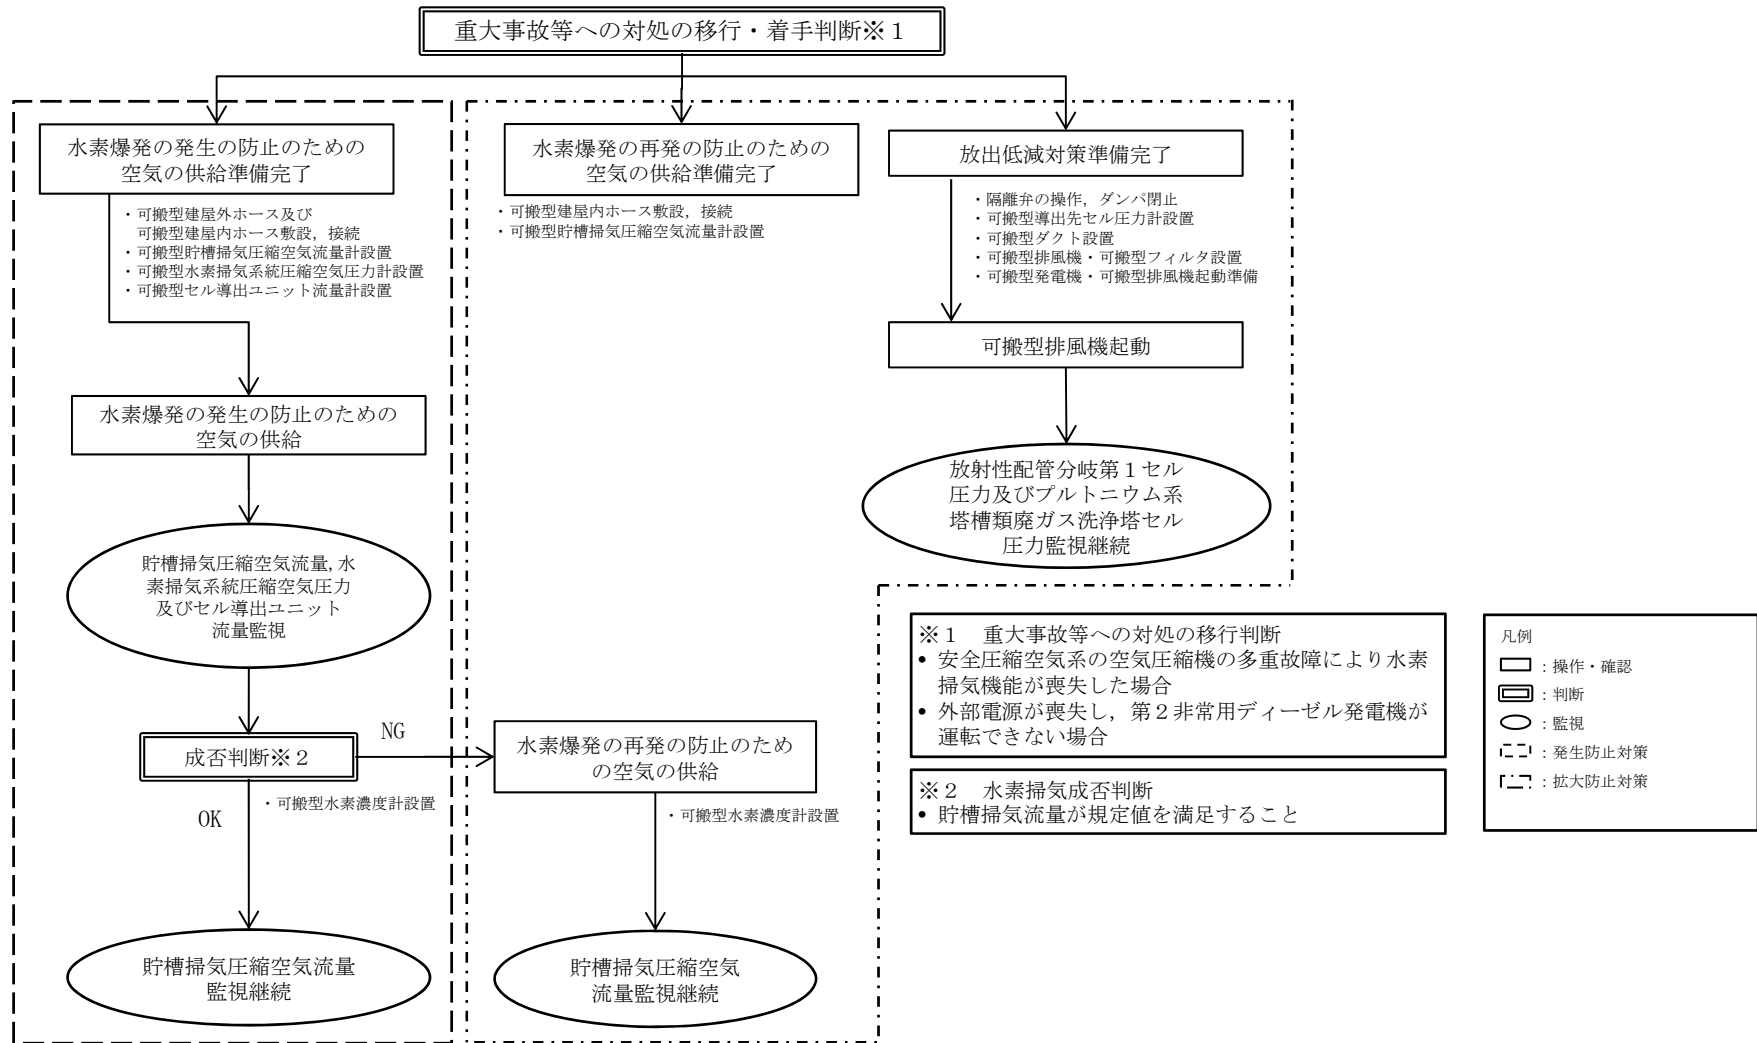 重大事故等への対処の移行・着手判断※１
水素爆発の発生の防止のための
空気の供給準備完了
・可搬型建屋外ホース及び
可搬型建屋内ホース敷設，接続
・可搬型貯槽掃気圧縮空気流量計設置
・可搬型水素掃気系統圧縮空気圧力計設置
・可搬型セル導出ユニット流量計設置
水素爆発の発生の防止のための
空気の供給
貯槽掃気圧縮空気流量，水
素掃気系統圧縮空気圧力
及びセル導出ユニット
流量監視
成否判断※２
NG
OK
・可搬型水素濃度計設置
貯槽掃気圧縮空気流量
監視継続
水素爆発の再発の防止のための
空気の供給準備完了
・可搬型建屋内ホース敷設，接続
・可搬型貯槽掃気圧縮空気流量計設置
水素爆発の再発の防止のため
の空気の供給
・可搬型水素濃度計設置
貯槽掃気圧縮空気
流量監視継続
放出低減対策準備完了
・隔離弁の操作，ダンパ閉止
・可搬型導出先セル圧力計設置
・可搬型ダクト設置
・可搬型排風機・可搬型フィルタ設置
・可搬型発電機・可搬型排風機起動準備
可搬型排風機起動
放射性配管分岐第１セル
圧力及びプルトニウム系
塔槽類廃ガス洗浄塔セル
圧力監視継続
※１　重大事故等への対処の移行判断
• 安全圧縮空気系の空気圧縮機の多重故障により水素
掃気機能が喪失した場合
• 外部電源が喪失し，第２非常用ディーゼル発電機が
運転できない場合
※２　水素掃気成否判断
• 貯槽掃気流量が規定値を満足すること
凡例
：操作・確認
：判断
：監視
：発生防止対策
：拡大防止対策